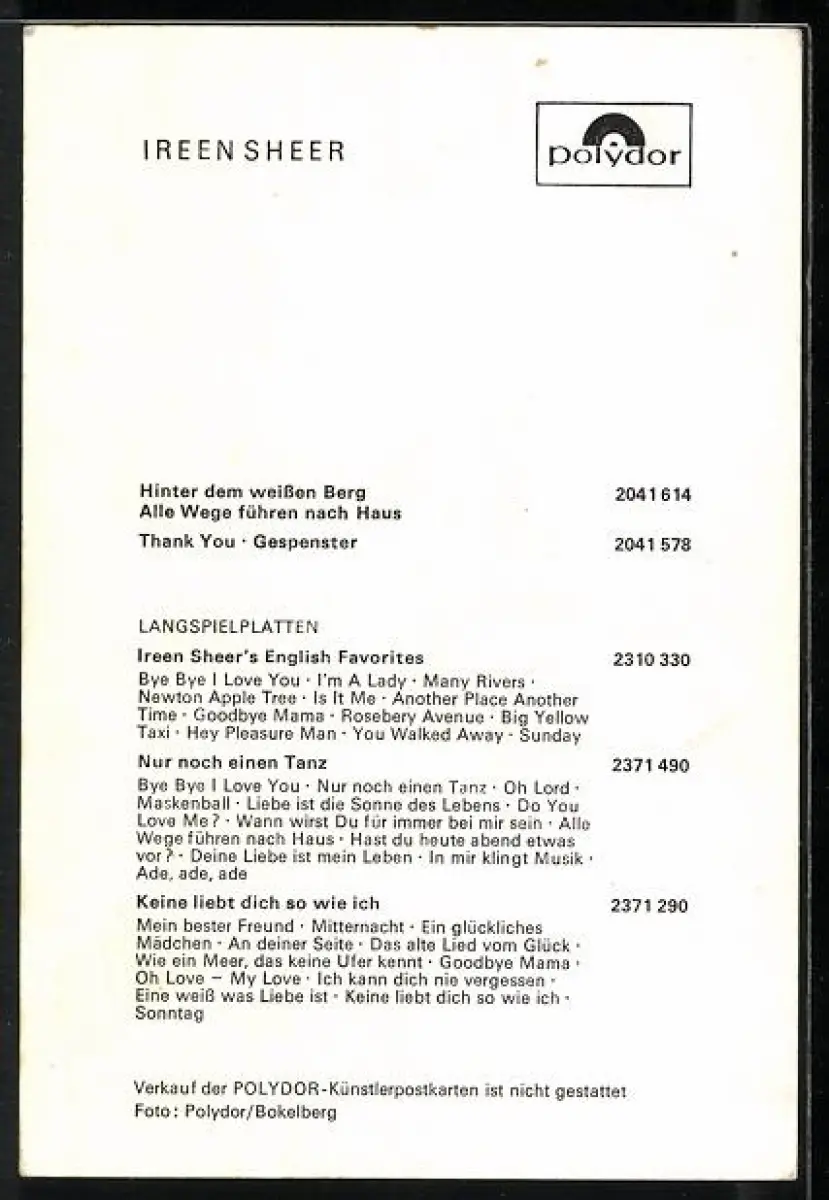 IREEN SHEER
polydor
Hinter dem weißen Berg 2041 614
Alle Wege führen nach Haus
Thank You · Gespenster 2041 578
LANGSPIELPLATTEN
Ireen Sheer's English Favorites 2310 330
Bye Bye I Love You · I'm A Lady · Many Rivers ·
Newton Apple Tree · Is It Me · Another Place Another
Time · Goodbye Mama · Rosebery Avenue · Big Yellow
Taxi · Hey Pleasure Man · You Walked Away · Sunday
Nur noch einen Tanz 2371 490
Bye Bye I Love You · Nur noch einen Tanz · Oh Lord ·
Maskenball · Liebe ist die Sonne des Lebens · Do You
Love Me? · Wann wirst Du für immer bei mir sein · Alle
Wege führen nach Haus · Hast du heute abend etwas
vor? · Deine Liebe ist mein Leben · In mir klingt Musik ·
Ade, ade, ade
Keine liebt dich so wie ich 2371 290
Mein bester Freund · Mitternacht · Ein glückliches
Mädchen · An deiner Seite · Das alte Lied vom Glück ·
Wie ein Meer, das keine Ufer kennt · Goodbye Mama ·
Oh Love – My Love · Ich kann dich nie vergessen ·
Eine weiß was Liebe ist · Keine liebt dich so wie ich ·
Sonntag
Verkauf der POLYDOR-Künstlerpostkarten ist nicht gestattet
Foto: Polydor/Bokelberg